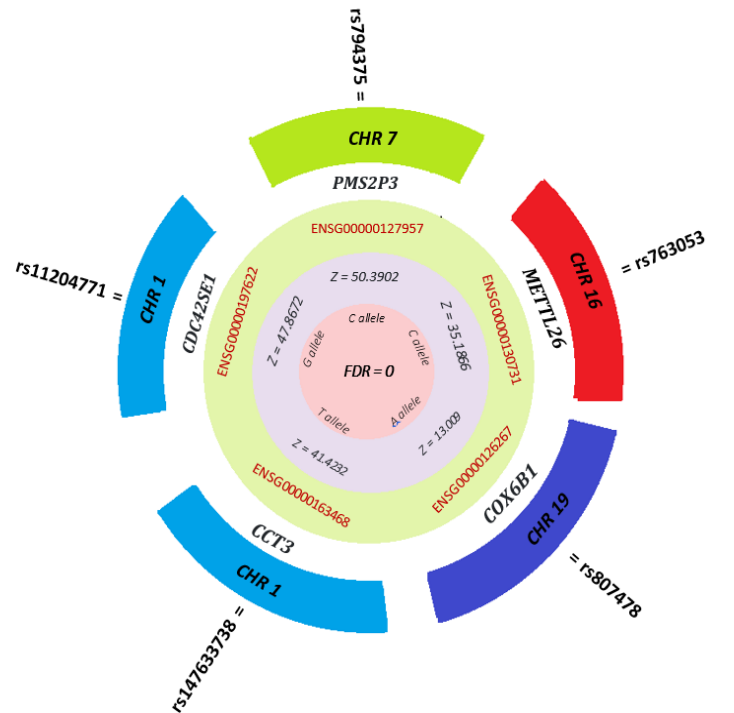 rs794375 =
CHR 7
PMS2P3
ENSG00000127957
Z = 50.3902
C allele
rs763053 =
CHR 16
METTL26
ENSG00000130731
Z = 35.1866
C allele
= rs807478
CHR 19
COX6B1
ENSG00000126267
Z = 13.009
A allele
rs147633738 =
CHR 1
CCT3
ENSG00000163468
Z = 41.4232
T allele
rs11204771 =
CHR 1
CDC42SE1
ENSG00000197622
Z = 47.8672
G allele
FDR = 0